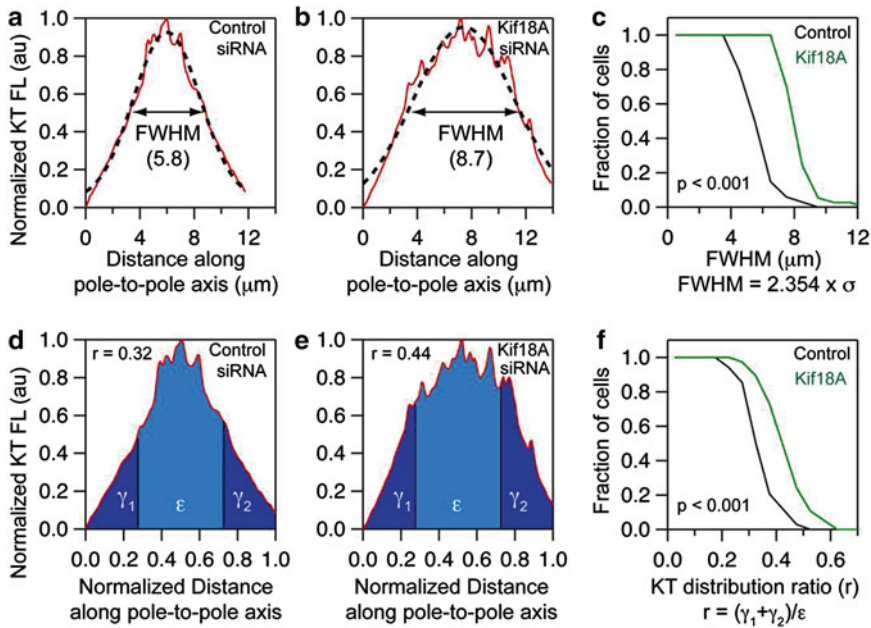 a
Control
siRNA
Normalized KT FL (au)
1.0
0.8
0.6
0.4
0.2
0.0
FWHM
(5.8)
0 4 8 12
Distance along
pole-to-pole axis (μm)
b
Kif18A
siRNA
1.0
0.8
0.6
0.4
0.2
0.0
FWHM
(8.7)
0 4 8 12
Distance along
pole-to-pole axis (μm)
c
Control
Kif18A
Fraction of cells
1.0
0.8
0.6
0.4
0.2
0.0
p < 0.001
0 4 8 12
FWHM (μm)
FWHM = 2.354 x σ
d
r = 0.32
Control
siRNA
Normalized KT FL (au)
1.0
0.8
0.6
0.4
0.2
0.0
γ1 ε γ2
0.0 0.2 0.4 0.6 0.8 1.0
Normalized Distance
along pole-to-pole axis
e
r = 0.44
Kif18A
siRNA
1.0
0.8
0.6
0.4
0.2
0.0
γ1 ε γ2
0.0 0.2 0.4 0.6 0.8 1.0
Normalized Distance
along pole-to-pole axis
f
Control
Kif18A
Fraction of cells
1.0
0.8
0.6
0.4
0.2
0.0
p < 0.001
0.0 0.2 0.4 0.6
KT distribution ratio (r)
r = (γ1+γ2)/ε